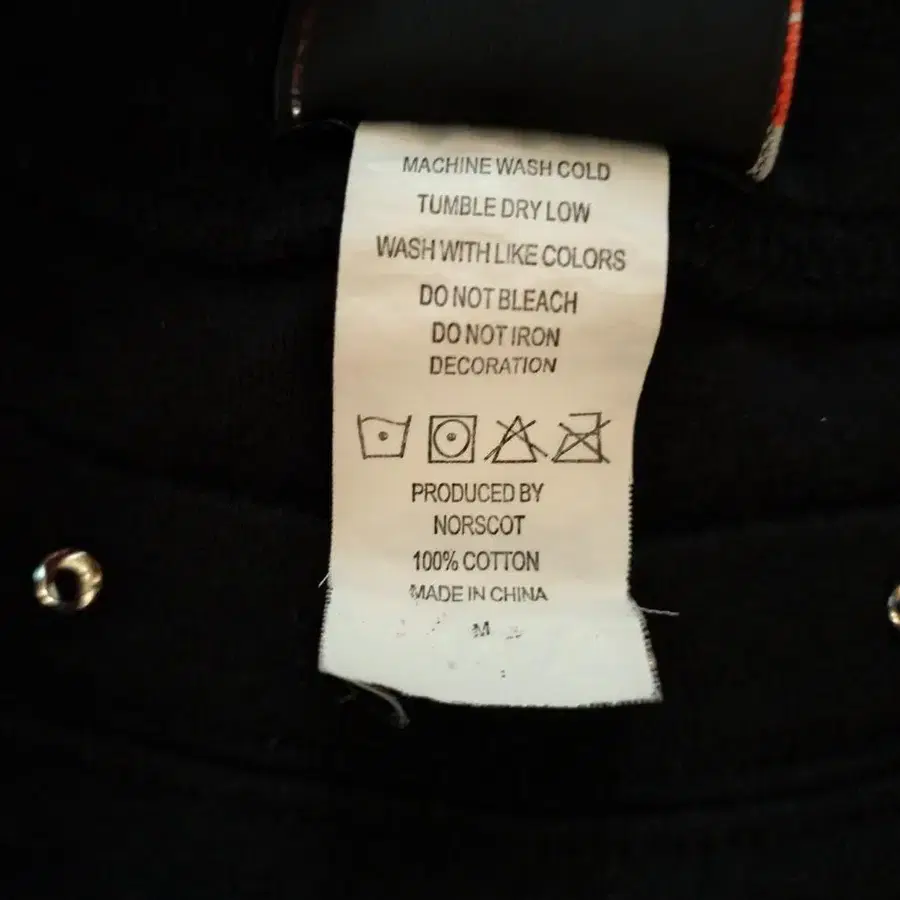 MACHINE WASH COLD
TUMBLE DRY LOW
WASH WITH LIKE COLORS
DO NOT BLEACH
DO NOT IRON
DECORATION
PRODUCED BY
NORSCOT
100% COTTON
MADE IN CHINA
M